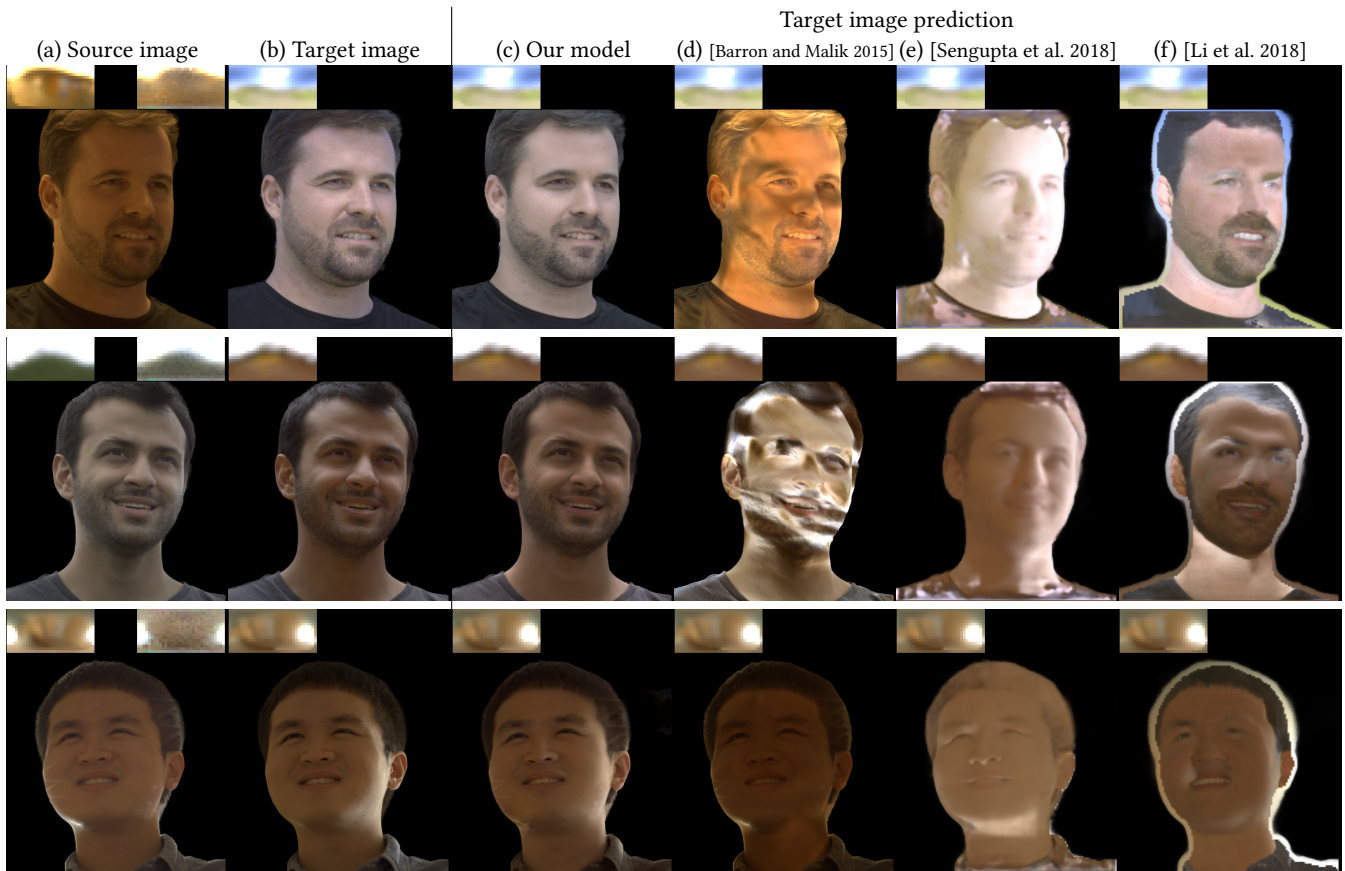 Target image prediction
(a) Source image (b) Target image (c) Our model (d) [Barron and Malik 2015] (e) [Sengupta et al. 2018] (f) [Li et al. 2018]